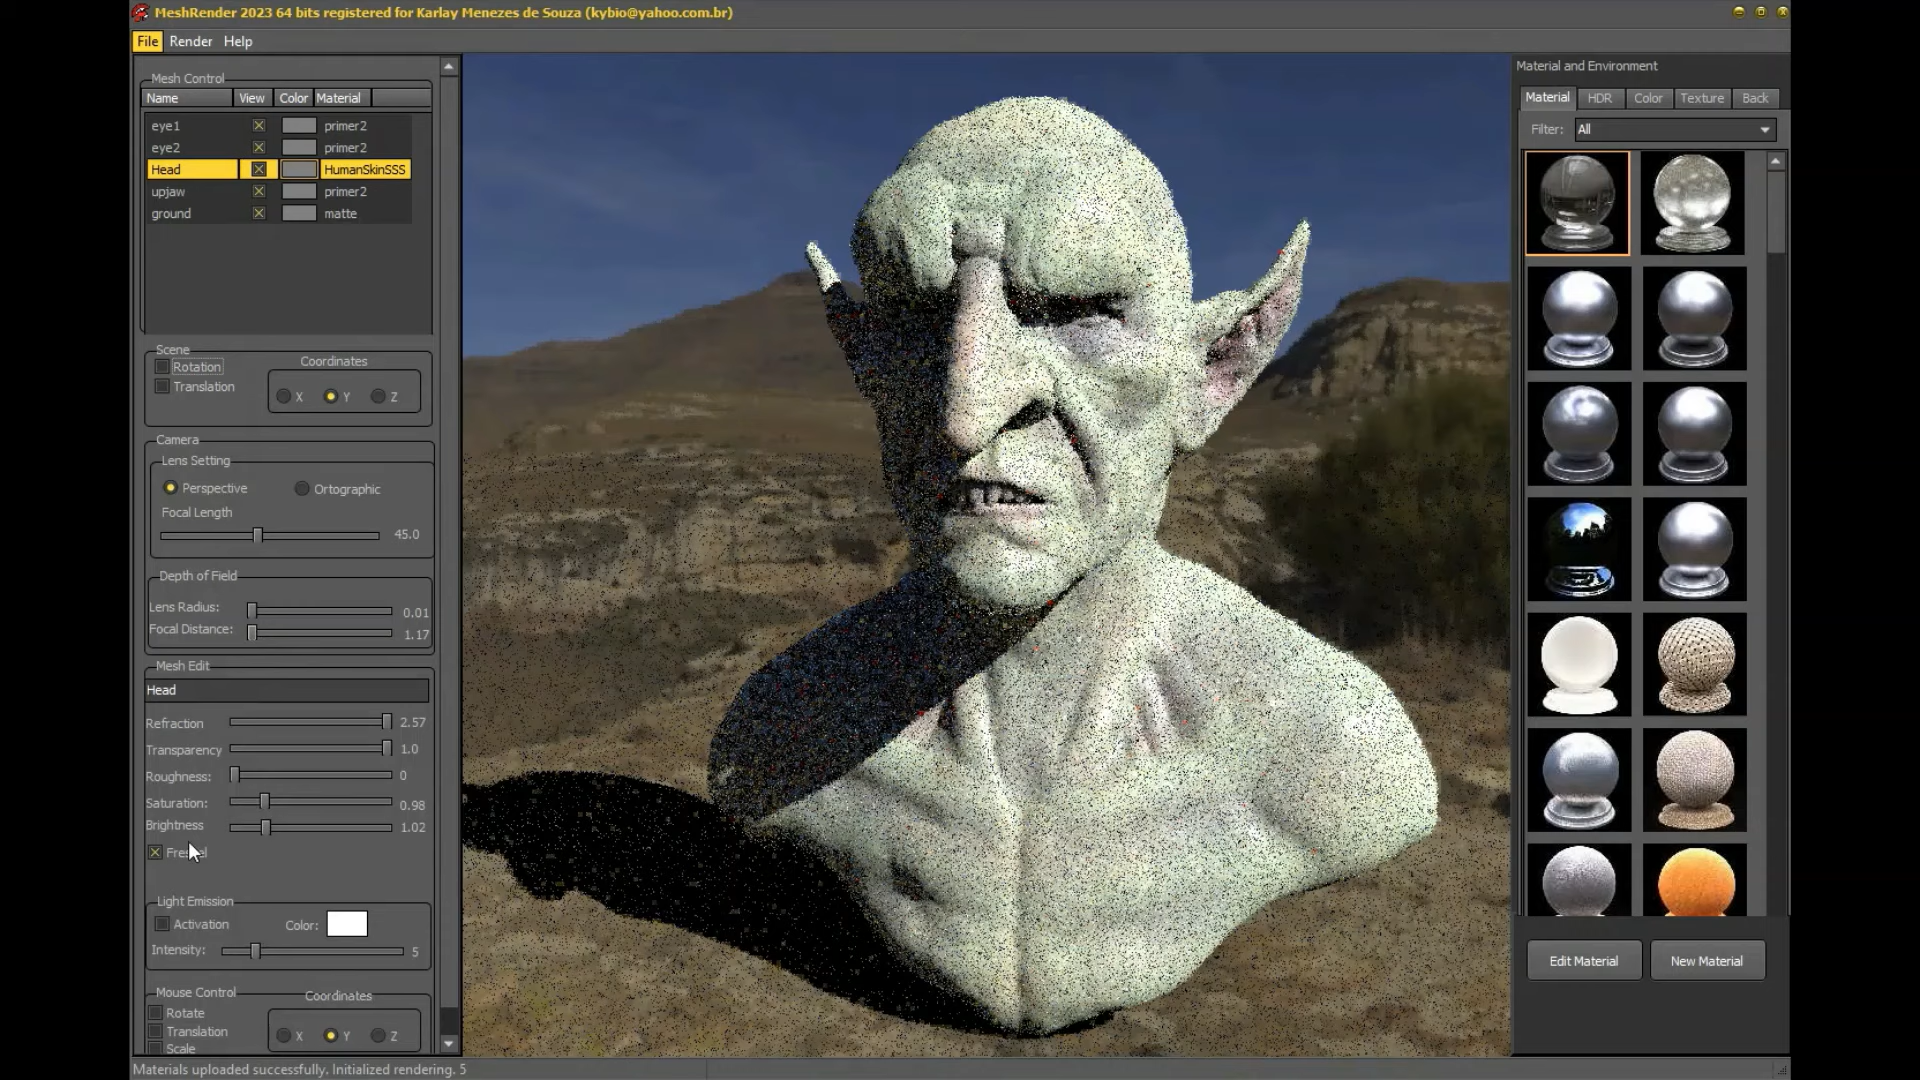 MeshRender 2023 64 bits registered for Karlay Menezes de Souza (kybio@yahoo.com.br)
File Render Help
Mesh Control
Name View Color Material
eye1 primer2
eye2 primer2
Head HumanSkinSSS
upjaw primer2
ground matte
Scene
Rotation
Translation
Coordinates
X Y Z
Camera
Lens Setting
Perspective Ortographic
Focal Length
45.0
Depth of Field
Lens Radius: 0.01
Focal Distance: 1.17
Mesh Edit
Head
Refraction 2.57
Transparency 1.0
Roughness: 0
Saturation: 0.98
Brightness 1.02
Light Emission
Activation Color:
Intensity: 5
Mouse Control
Coordinates
Rotate
Translation
Scale
X Y Z
Materials uploaded successfully. Initialized rendering. 5
Material and Environment
Material HDR Color Texture Back
Filter: All
Edit Material New Material